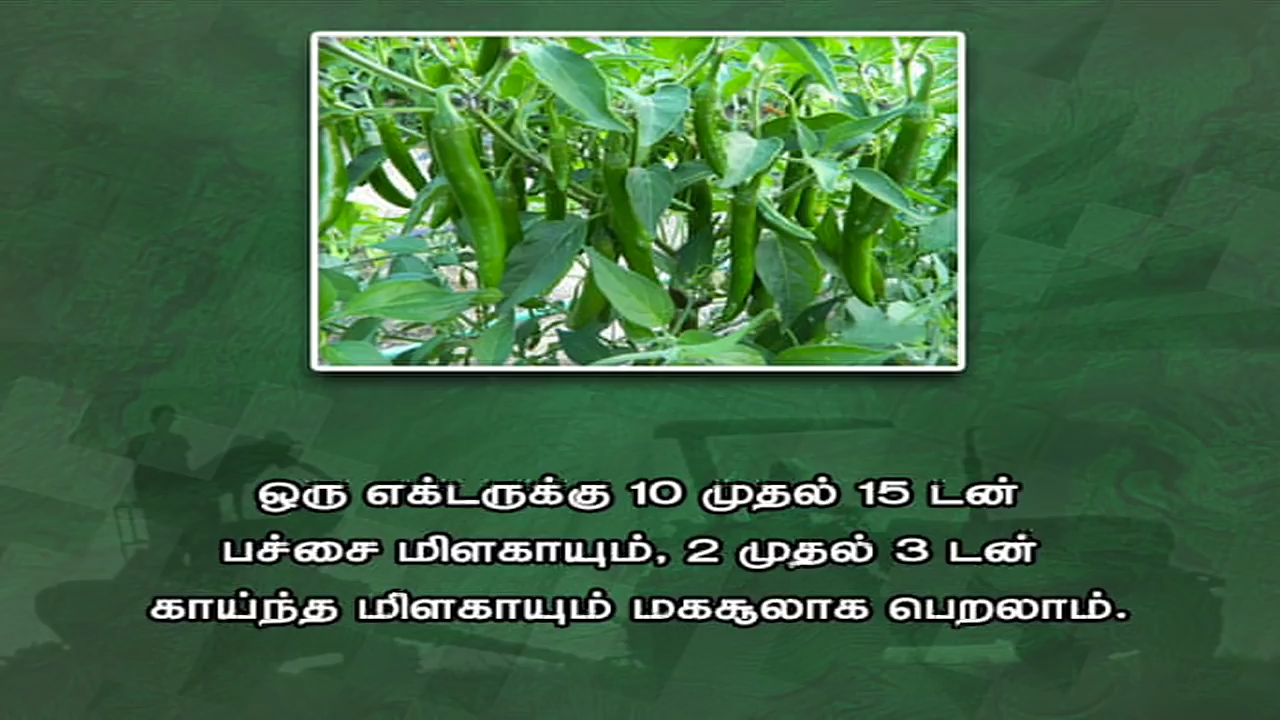 ஒரு எக்டருக்கு 10 முதல் 15 டன்
பச்சை மிளகாயும், 2 முதல் 3 டன்
காய்ந்த மிளகாயும் மகசூலாக பெறலாம்.